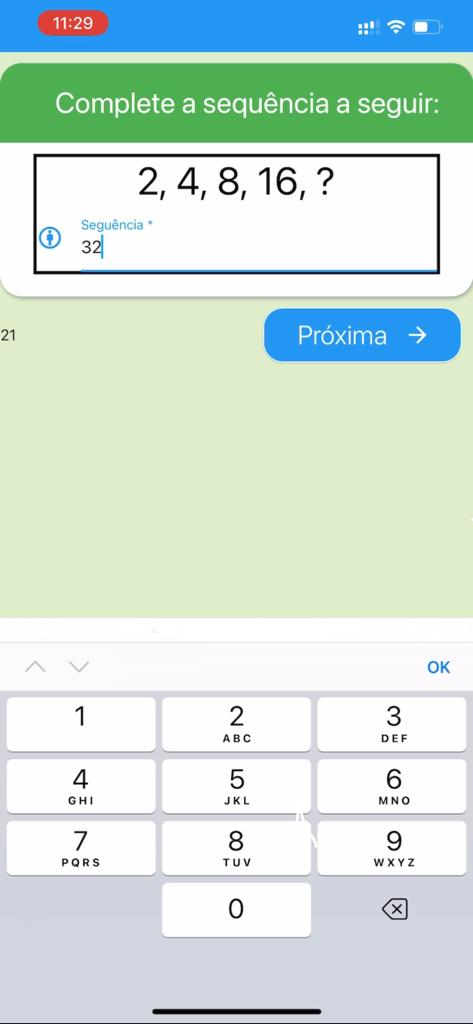 11:29
Complete a sequência a seguir:
2, 4, 8, 16, ?
Seguência *
32
21
Próxima →
OK
1 2 3
ABC DEF
4 5 6
GHI JKL MNO
7 8 9
PQRS TUV WXYZ
0